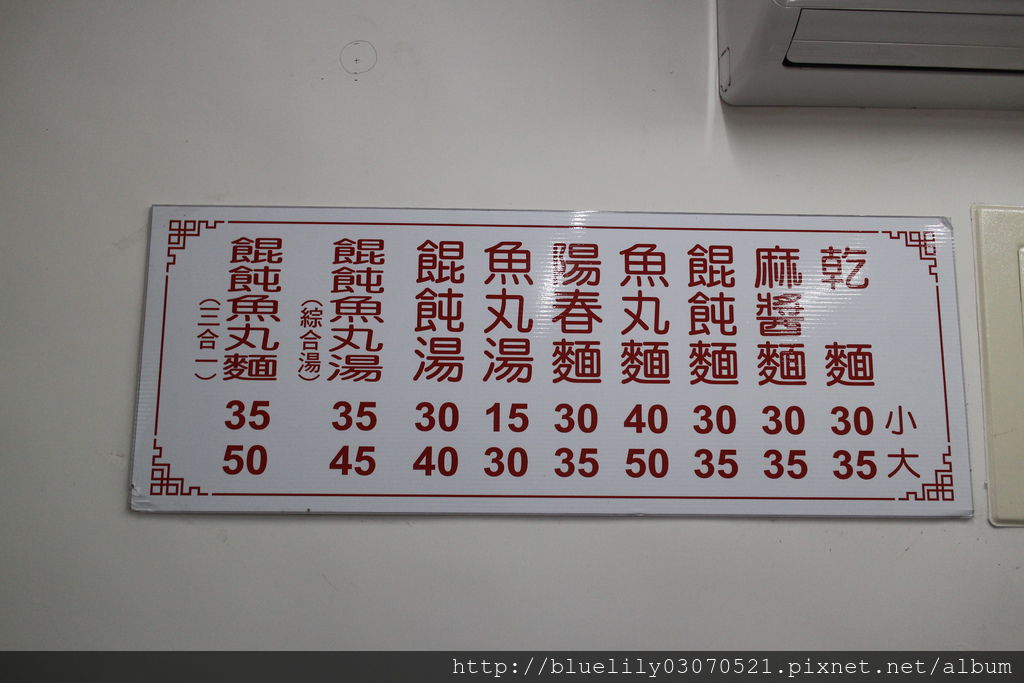 乾麵
麻醬麵
餛飩麵
魚丸麵
陽春麵
魚丸湯
餛飩湯
餛飩魚丸湯
（綜合湯）
餛飩魚丸麵
（三合一）
35 35 30 15 30 40 30 30 30 小
50 45 40 30 35 50 35 35 35 大
http://bluelily03070521.pixnet.net/album